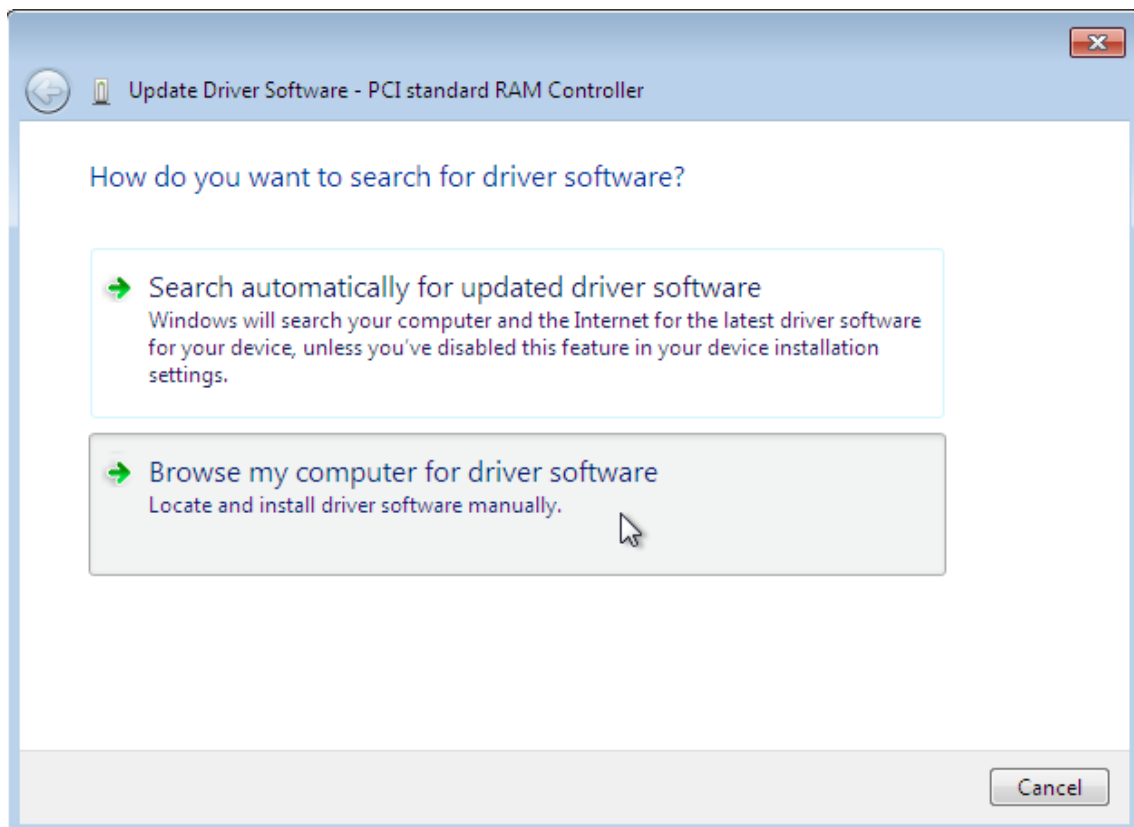 Update Driver Software - PCI standard RAM Controller
How do you want to search for driver software?
Search automatically for updated driver software
Windows will search your computer and the Internet for the latest driver software
for your device, unless you've disabled this feature in your device installation
settings.
Browse my computer for driver software
Locate and install driver software manually.
Cancel